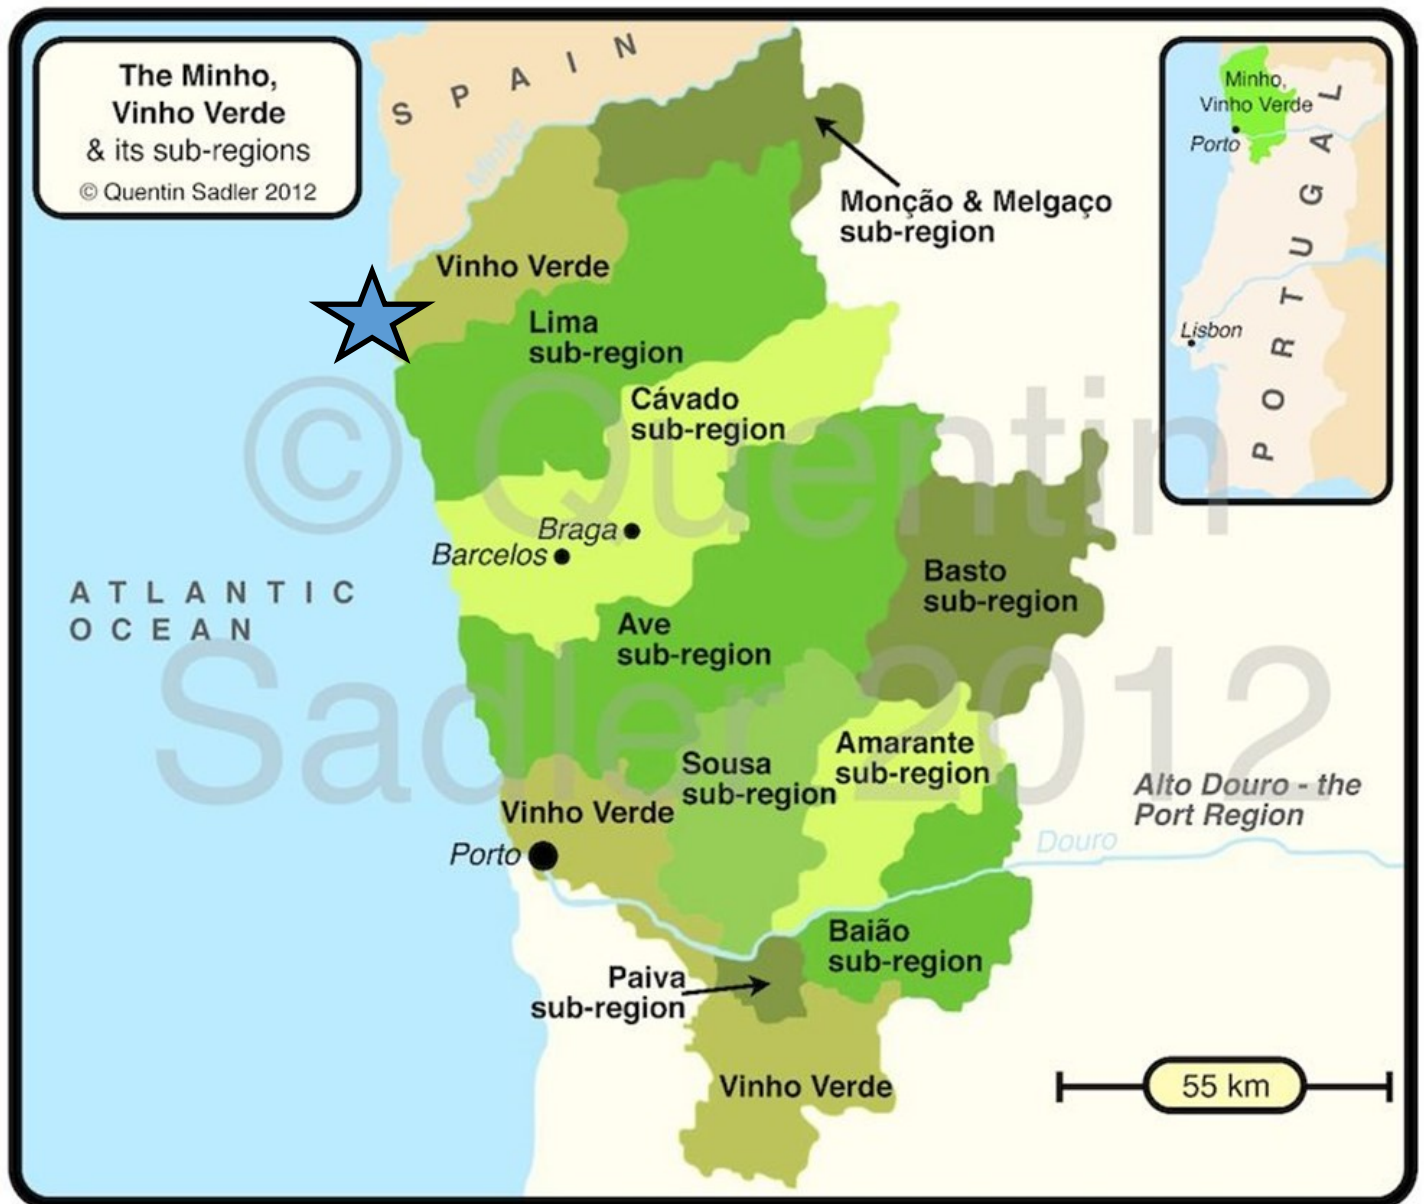 The Minho,
Vinho Verde
& its sub-regions
© Quentin Sadler 2012
S P A I N
Minho
Monção & Melgaço
sub-region
Vinho Verde
Lima
sub-region
Cávado
sub-region
Braga
Barcelos
ATLANTIC
OCEAN
Basto
sub-region
Ave
sub-region
Amarante
sub-region
Sousa
sub-region
Vinho Verde
Porto
Alto Douro - the
Port Region
Douro
Baião
sub-region
Paiva
sub-region
Vinho Verde
55 km
Minho,
Vinho Verde
Porto
Lisbon
PORTUGAL
© Quentin
Sadler 2012